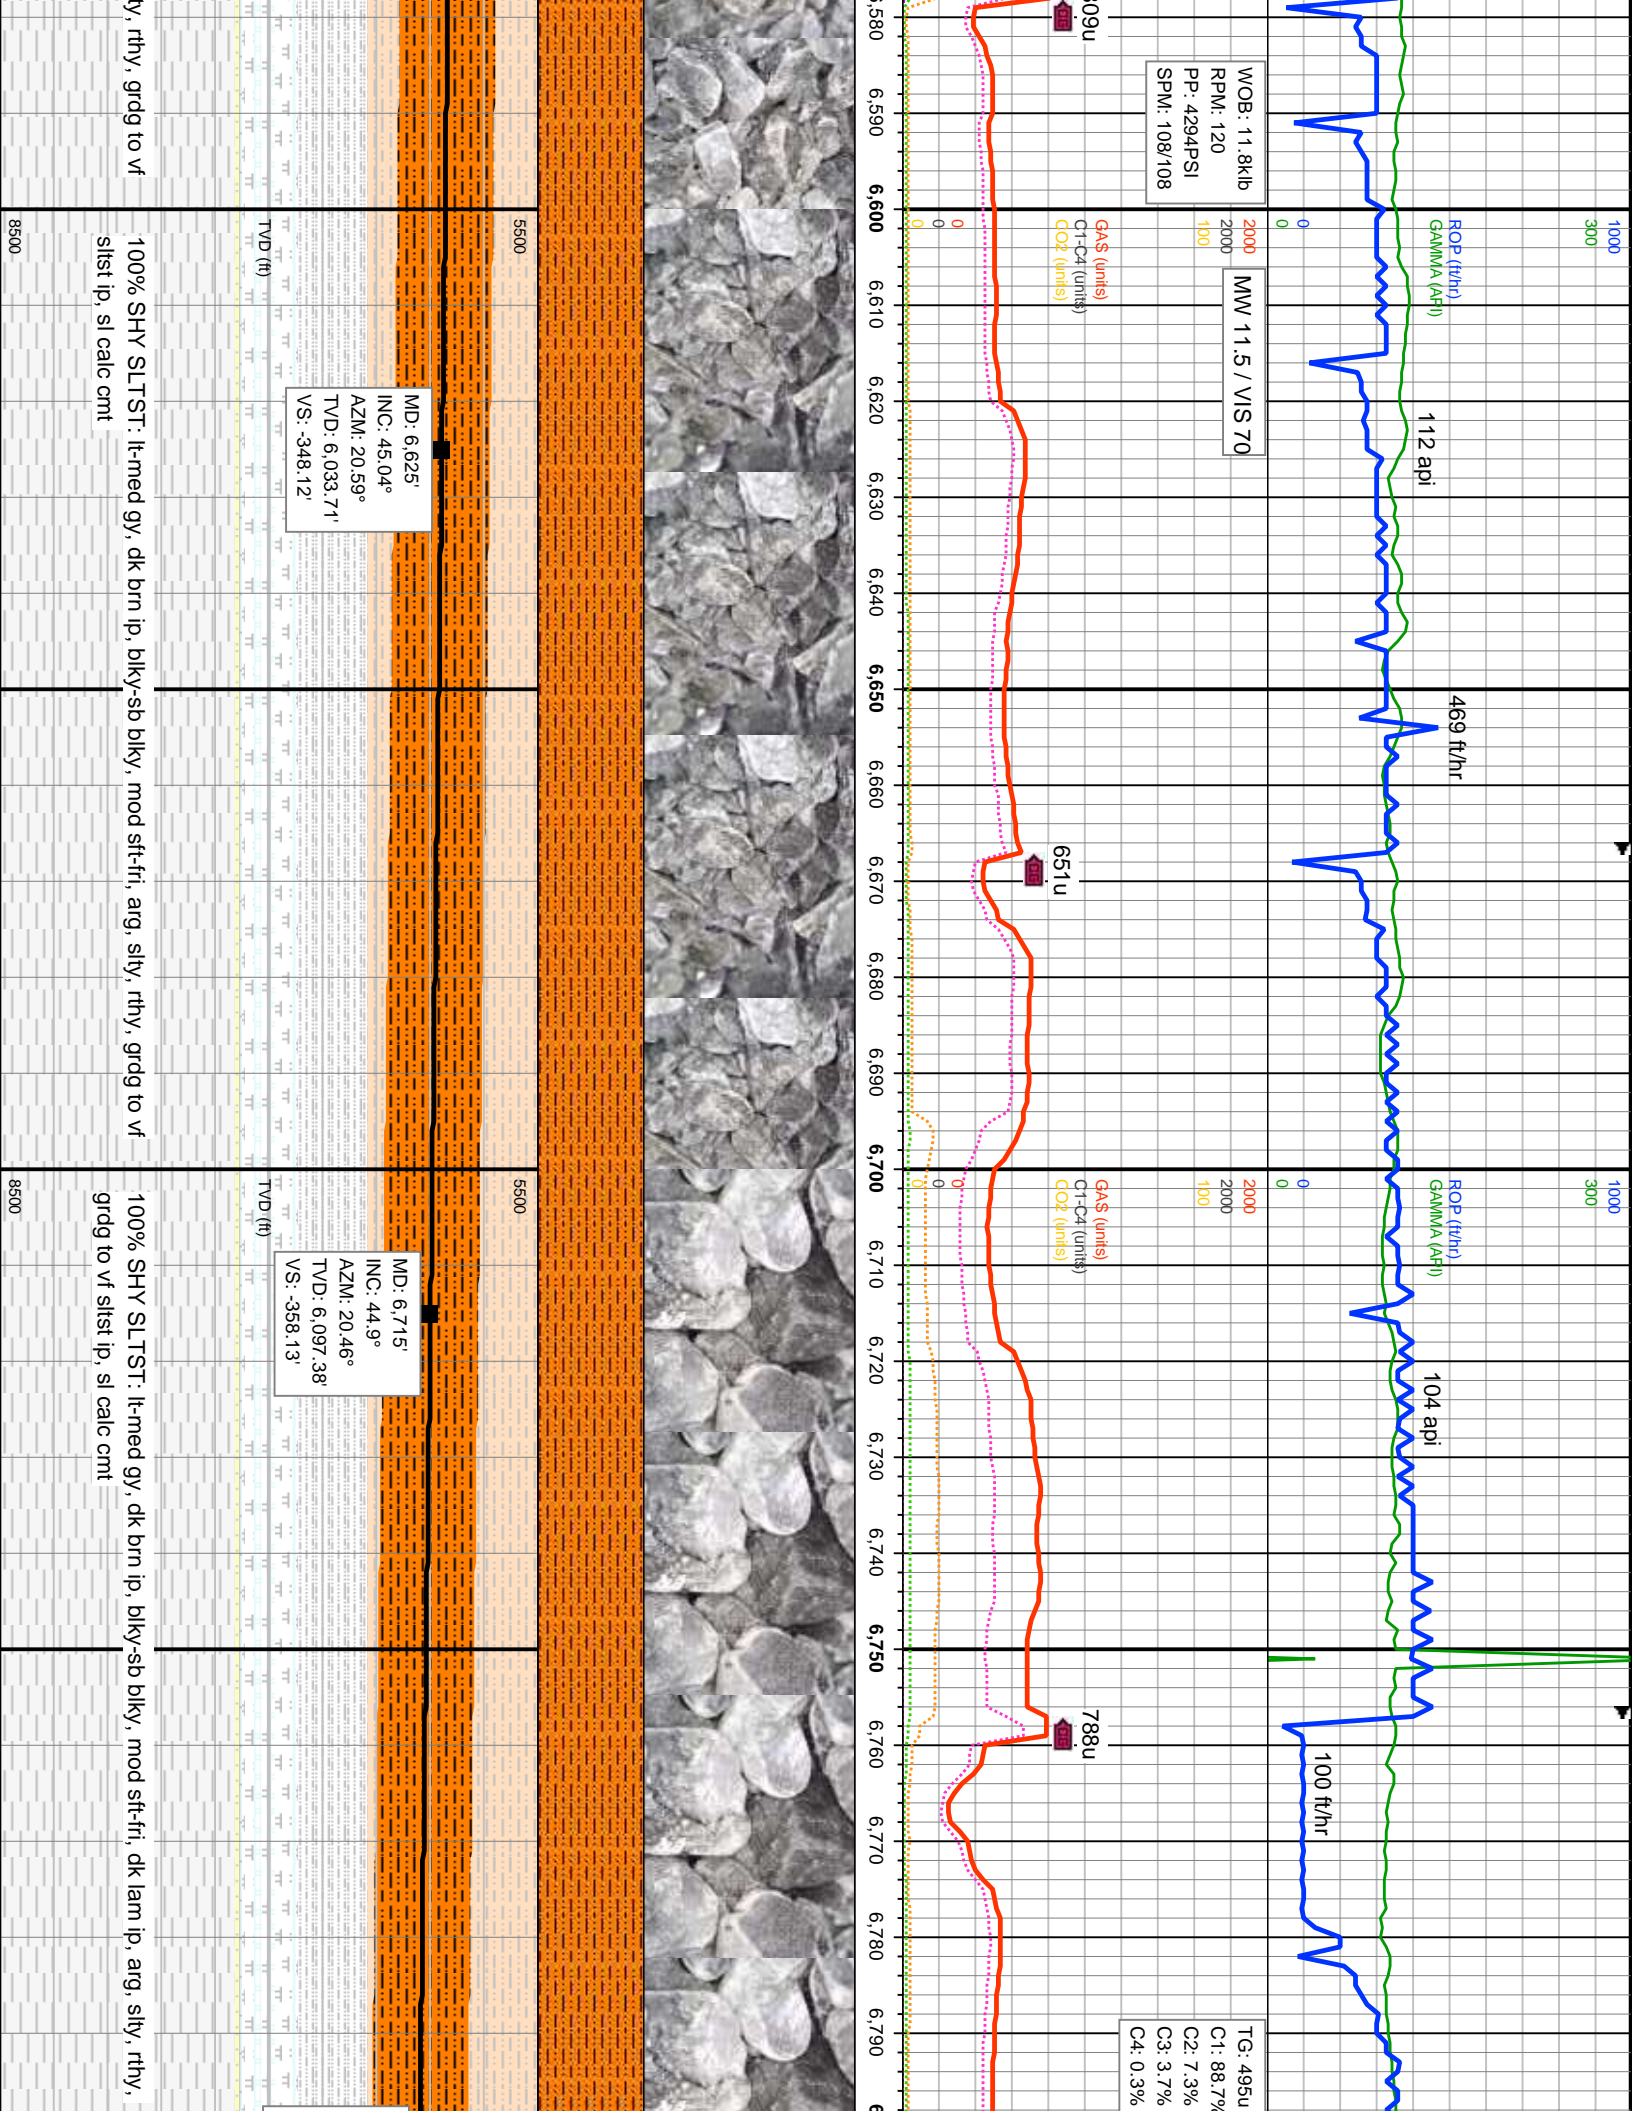 ROP (ft/hr)
GAMMA (API)
0
1000
0
300
112 api
469 ft/hr
ROP (ft/hr)
GAMMA (API)
0
1000
0
300
104 api
100 ft/hr
WOB: 11.8klb
RPM: 120
PP: 4294PSI
SPM: 108/108
MW 11.5 / VIS 70
GAS (units)
C1-C4 (units)
CO2 (units)
0
2000
0
2000
0
100
651u
GAS (units)
C1-C4 (units)
CO2 (units)
0
2000
0
2000
0
100
788u
TG: 495u
C1: 88.7%
C2: 7.3%
C3: 3.7%
C4: 0.3%
6,590
6,600
6,610
6,620
6,630
6,640
6,650
6,660
6,670
6,680
6,690
6,700
6,710
6,720
6,730
6,740
6,750
6,760
6,770
6,780
6,790
5500
TVD (ft)
8500
MD: 6,625'
INC: 45.04°
AZM: 20.59°
TVD: 6,033.71'
VS: -348.12'
5500
TVD (ft)
8500
MD: 6,715'
INC: 44.9°
AZM: 20.46°
TVD: 6,097.38'
VS: -358.13'
rthy, grdg to vf
100% SHY SLTST: lt-med gy, dk brn ip, blky-sb blky, mod sft-fri, arg, slty, rthy, grdg to vf
sltst ip, sl calc cmt
100% SHY SLTST: lt-med gy, dk brn ip, blky-sb blky, mod sft-fri, dk lam ip, arg, slty, rthy,
grdg to vf sltst ip, sl calc cmt